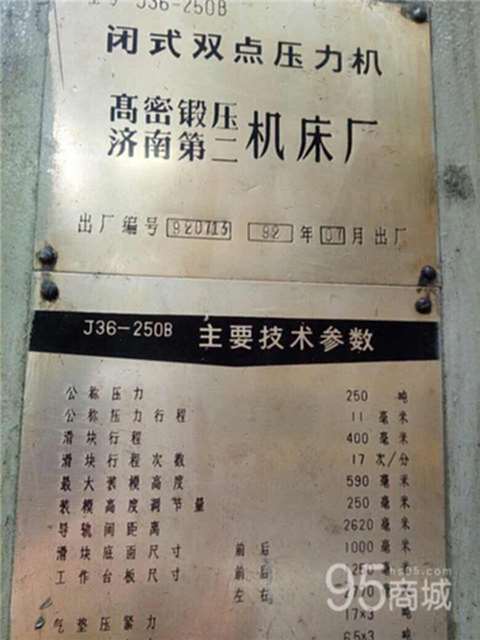 J36-250B
闭式双点压力机
高密锻压
济南第二 机床厂
出厂编号 920713 92 年 07 月出厂
J36-250B 主要技术参数
公称压力 250 吨
公称压力行程 11 毫米
滑块行程 400 毫米
滑块行程次数 17 次/分
最大装模高度 590 毫米
装模高度调节量 250 毫米
导轨间距离 2620 毫米
滑块底面尺寸 前后 1000 毫米
工作台板尺寸 前后
左右
气垫压紧力
95商城